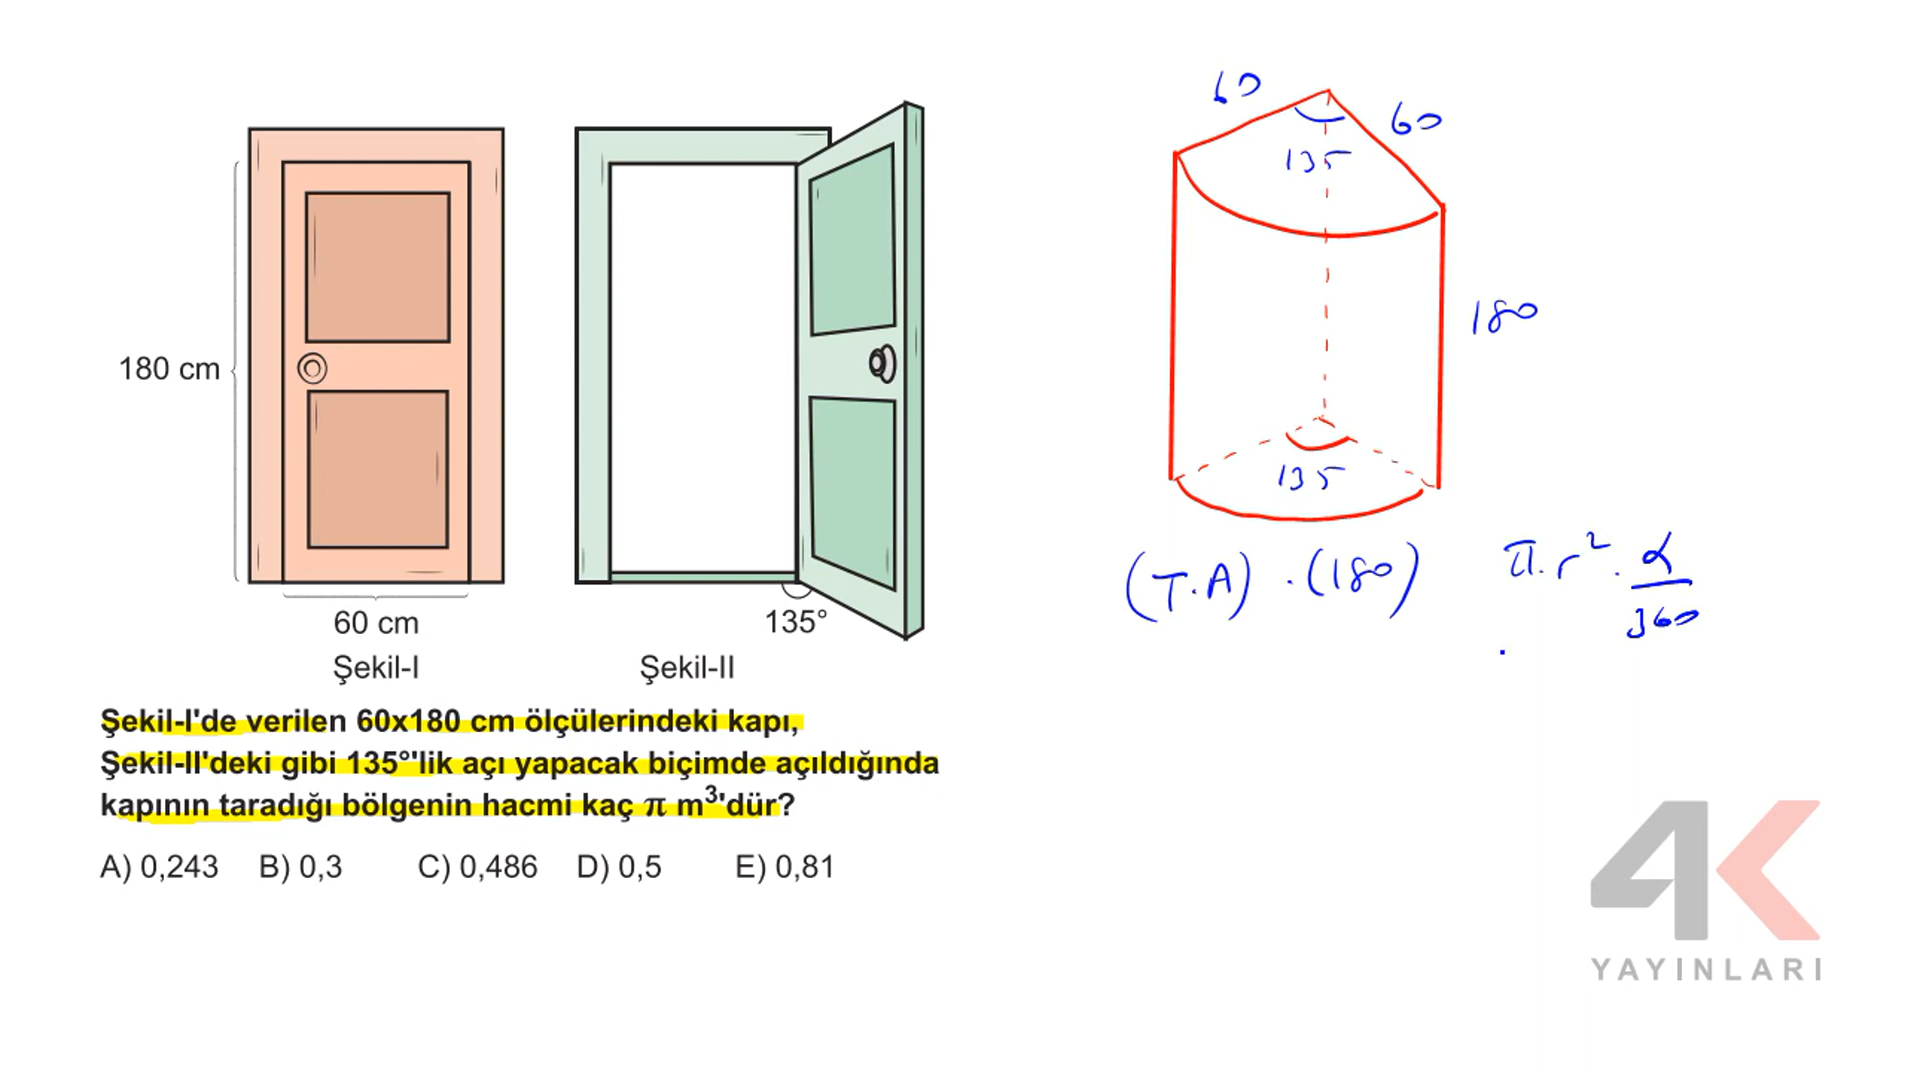 180 cm
60 cm
Şekil-I
135°
Şekil-II
Şekil-I'de verilen 60x180 cm ölçülerindeki kapı,
Şekil-II'deki gibi 135°'lik açı yapacak biçimde açıldığında
kapının taradığı bölgenin hacmi kaç π m³'dür?
A) 0,243 B) 0,3 C) 0,486 D) 0,5 E) 0,81
60
60
135
180
135
(T.A) . (180)
π.r² . α/360
4K
YAYINLARI